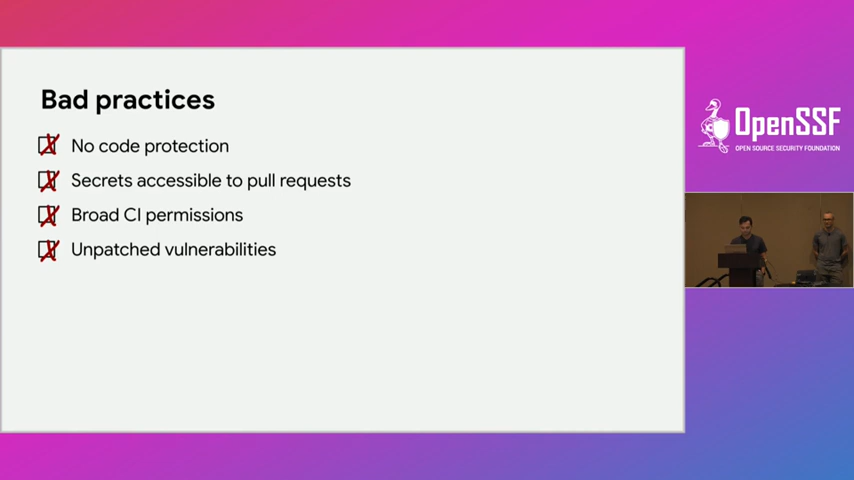 Bad practices
No code protection
Secrets accessible to pull requests
Broad CI permissions
Unpatched vulnerabilities
OpenSSF
OPEN SOURCE SECURITY FOUNDATION